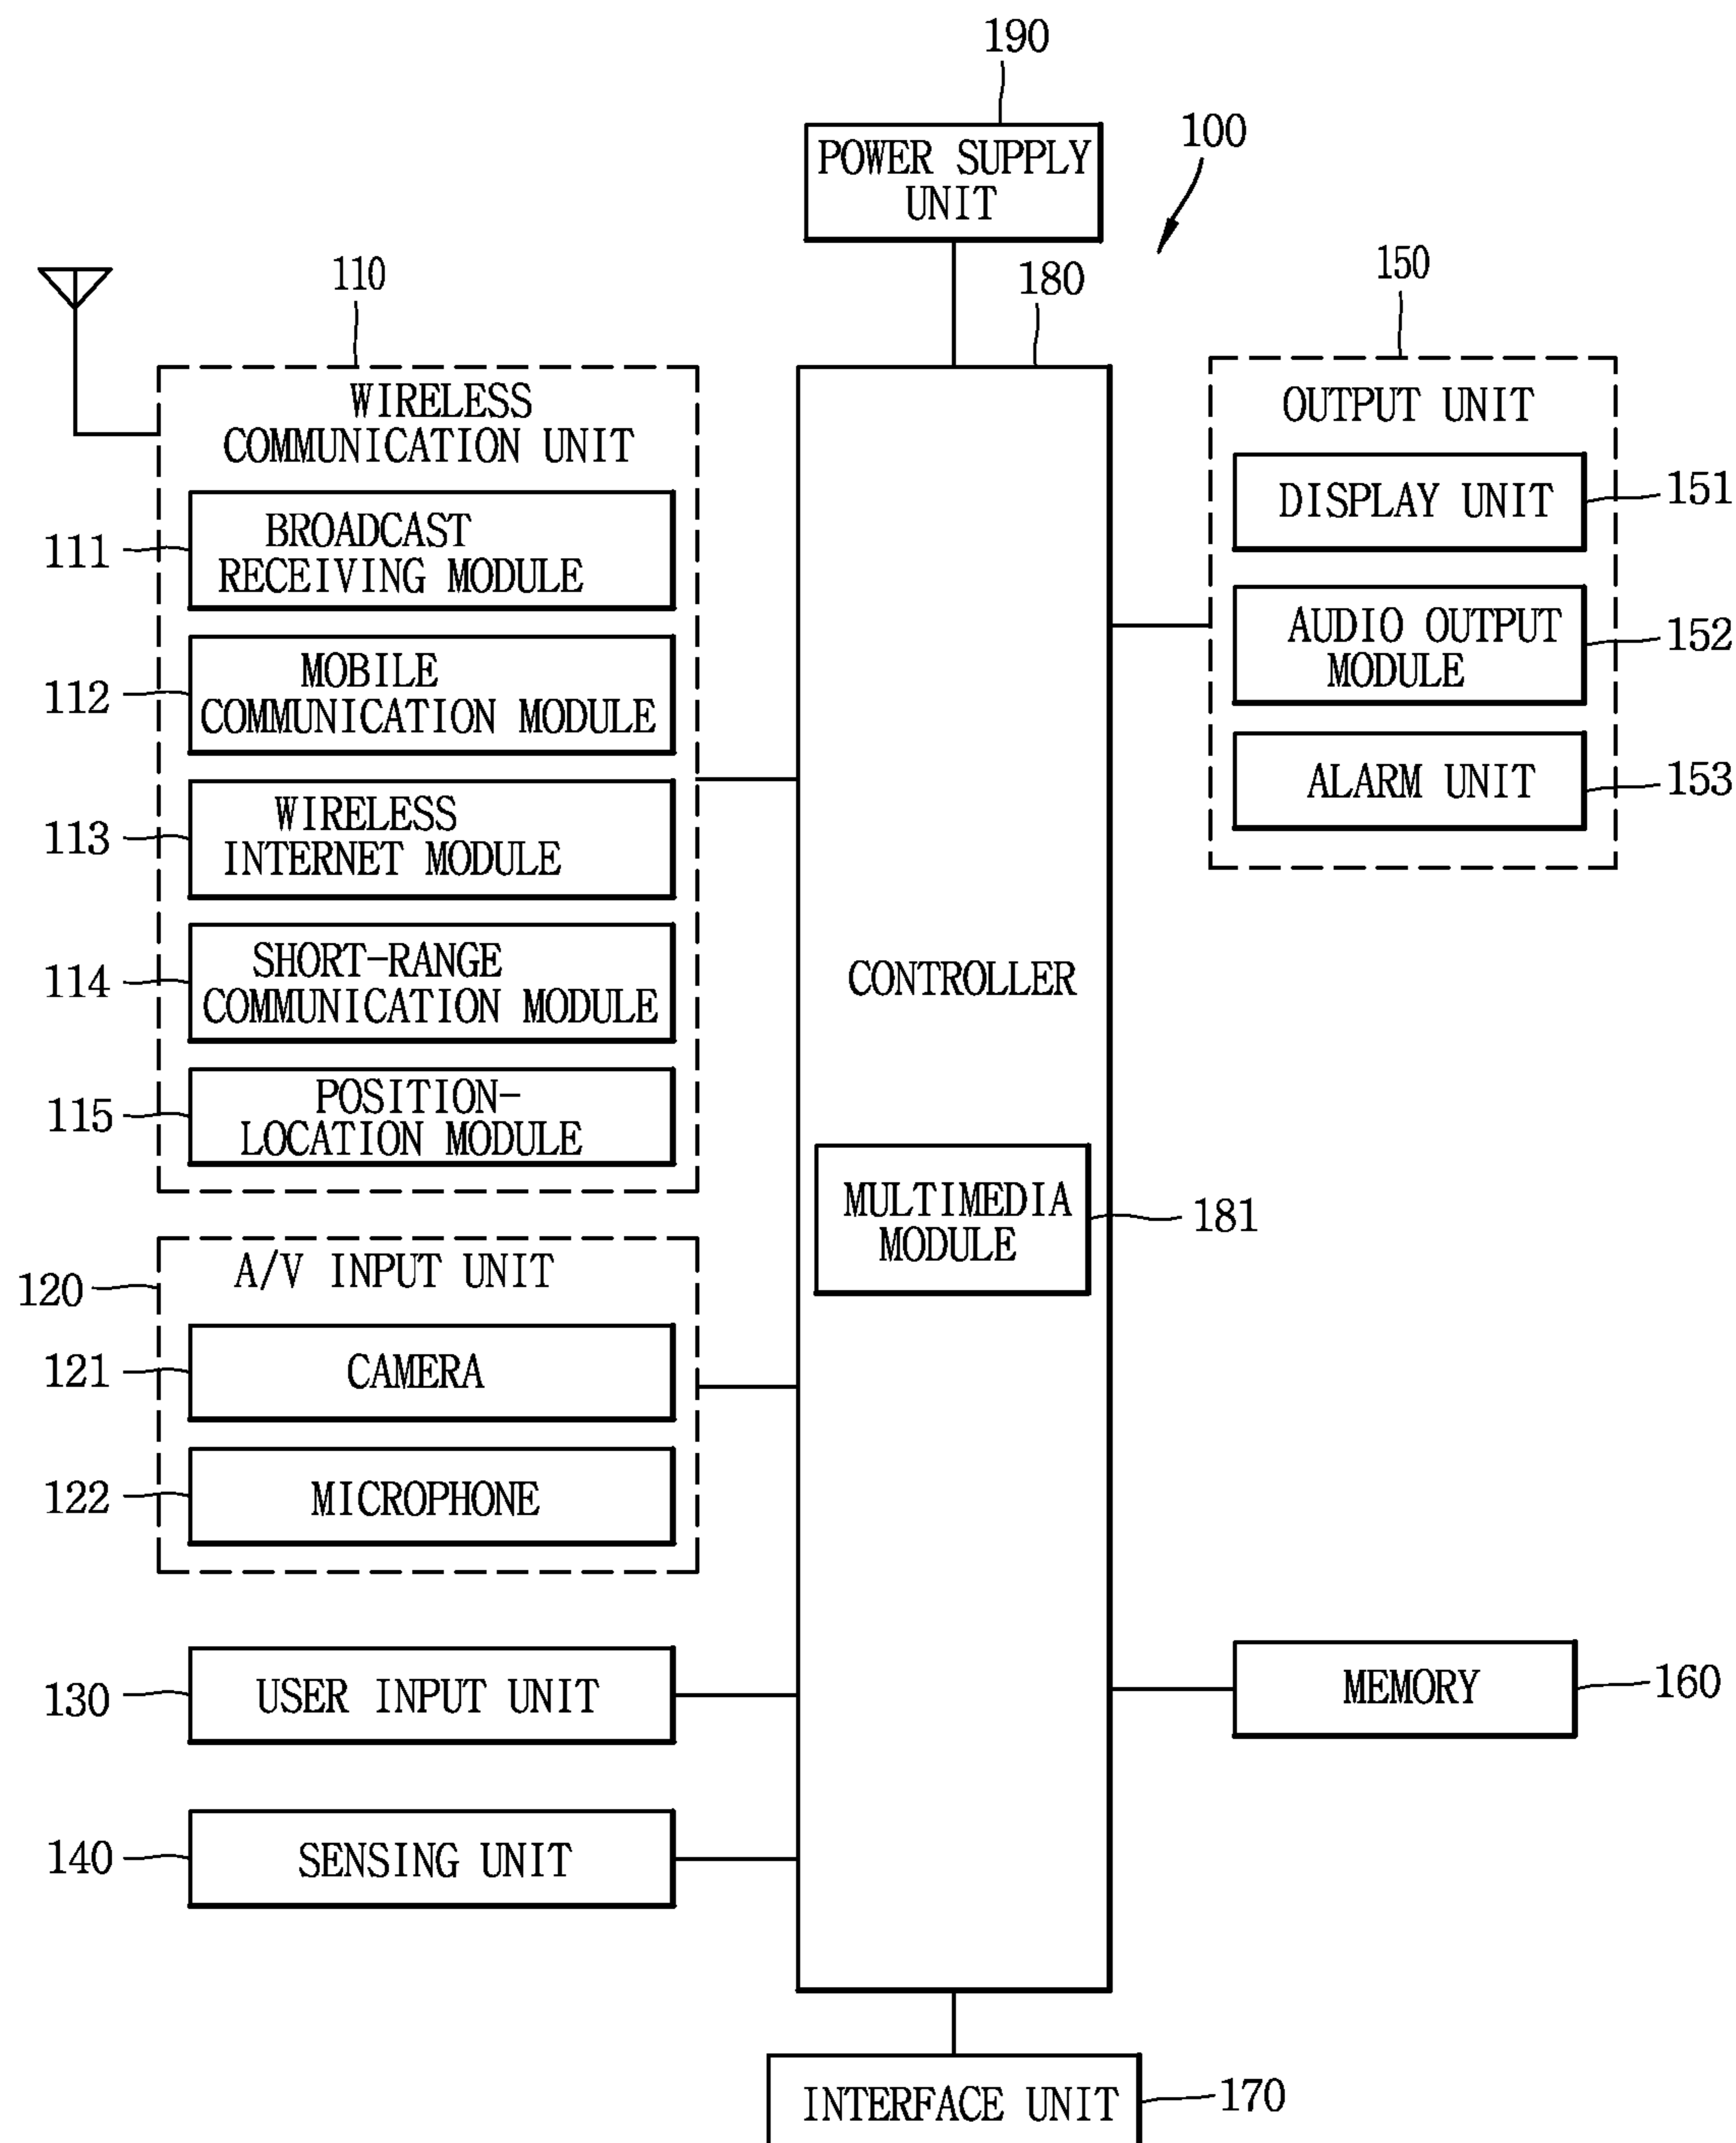 190
POWER SUPPLY
UNIT
100
110
WIRELESS
COMMUNICATION UNIT
111
BROADCAST
RECEIVING MODULE
112
MOBILE
COMMUNICATION MODULE
113
WIRELESS
INTERNET MODULE
114
SHORT-RANGE
COMMUNICATION MODULE
115
POSITION-
LOCATION MODULE
120
A/V INPUT UNIT
121
CAMERA
122
MICROPHONE
130
USER INPUT UNIT
140
SENSING UNIT
180
CONTROLLER
MULTIMEDIA
MODULE
181
150
OUTPUT UNIT
DISPLAY UNIT
151
AUDIO OUTPUT
MODULE
152
ALARM UNIT
153
MEMORY
160
INTERFACE UNIT
170